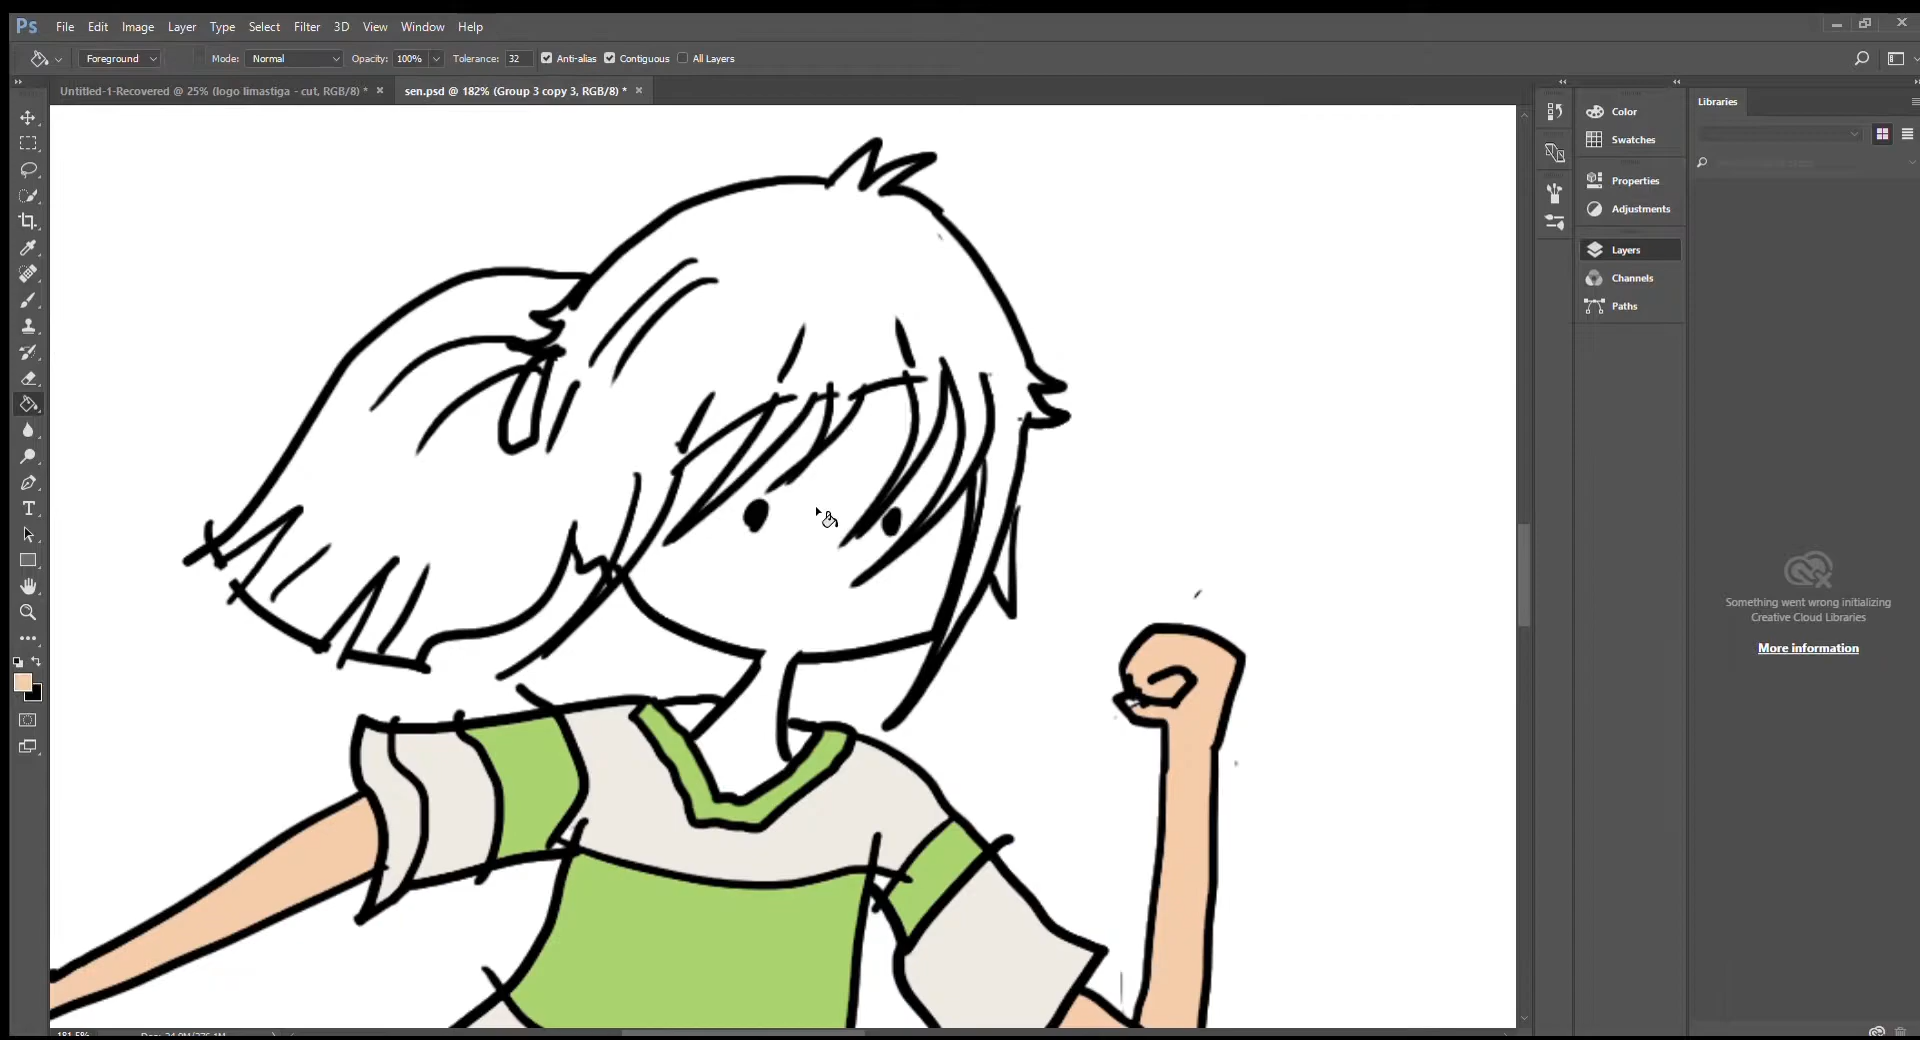 Ps File Edit Image Layer Type Select Filter 3D View Window Help
Foreground Mode: Normal Opacity: 100% Tolerance: 32 Anti-alias Contiguous All Layers
Untitled-1-Recovered @ 25% (logo limastiga - cut, RGB/8) * × sen.psd @ 182% (Group 3 copy 3, RGB/8) * ×
Libraries
Color
Swatches
Properties
Adjustments
Layers
Channels
Paths
T
Something went wrong initializing
Creative Cloud Libraries
More information